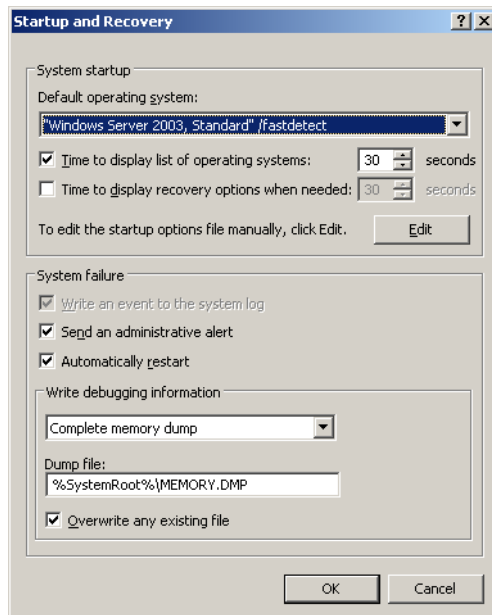 Startup and Recovery
System startup
Default operating system:
"Windows Server 2003, Standard" /fastdetect
Time to display list of operating systems: 30 seconds
Time to display recovery options when needed: 30 seconds
To edit the startup options file manually, click Edit. Edit
System failure
Write an event to the system log
Send an administrative alert
Automatically restart
Write debugging information
Complete memory dump
Dump file:
%SystemRoot%\MEMORY.DMP
Overwrite any existing file
OK Cancel